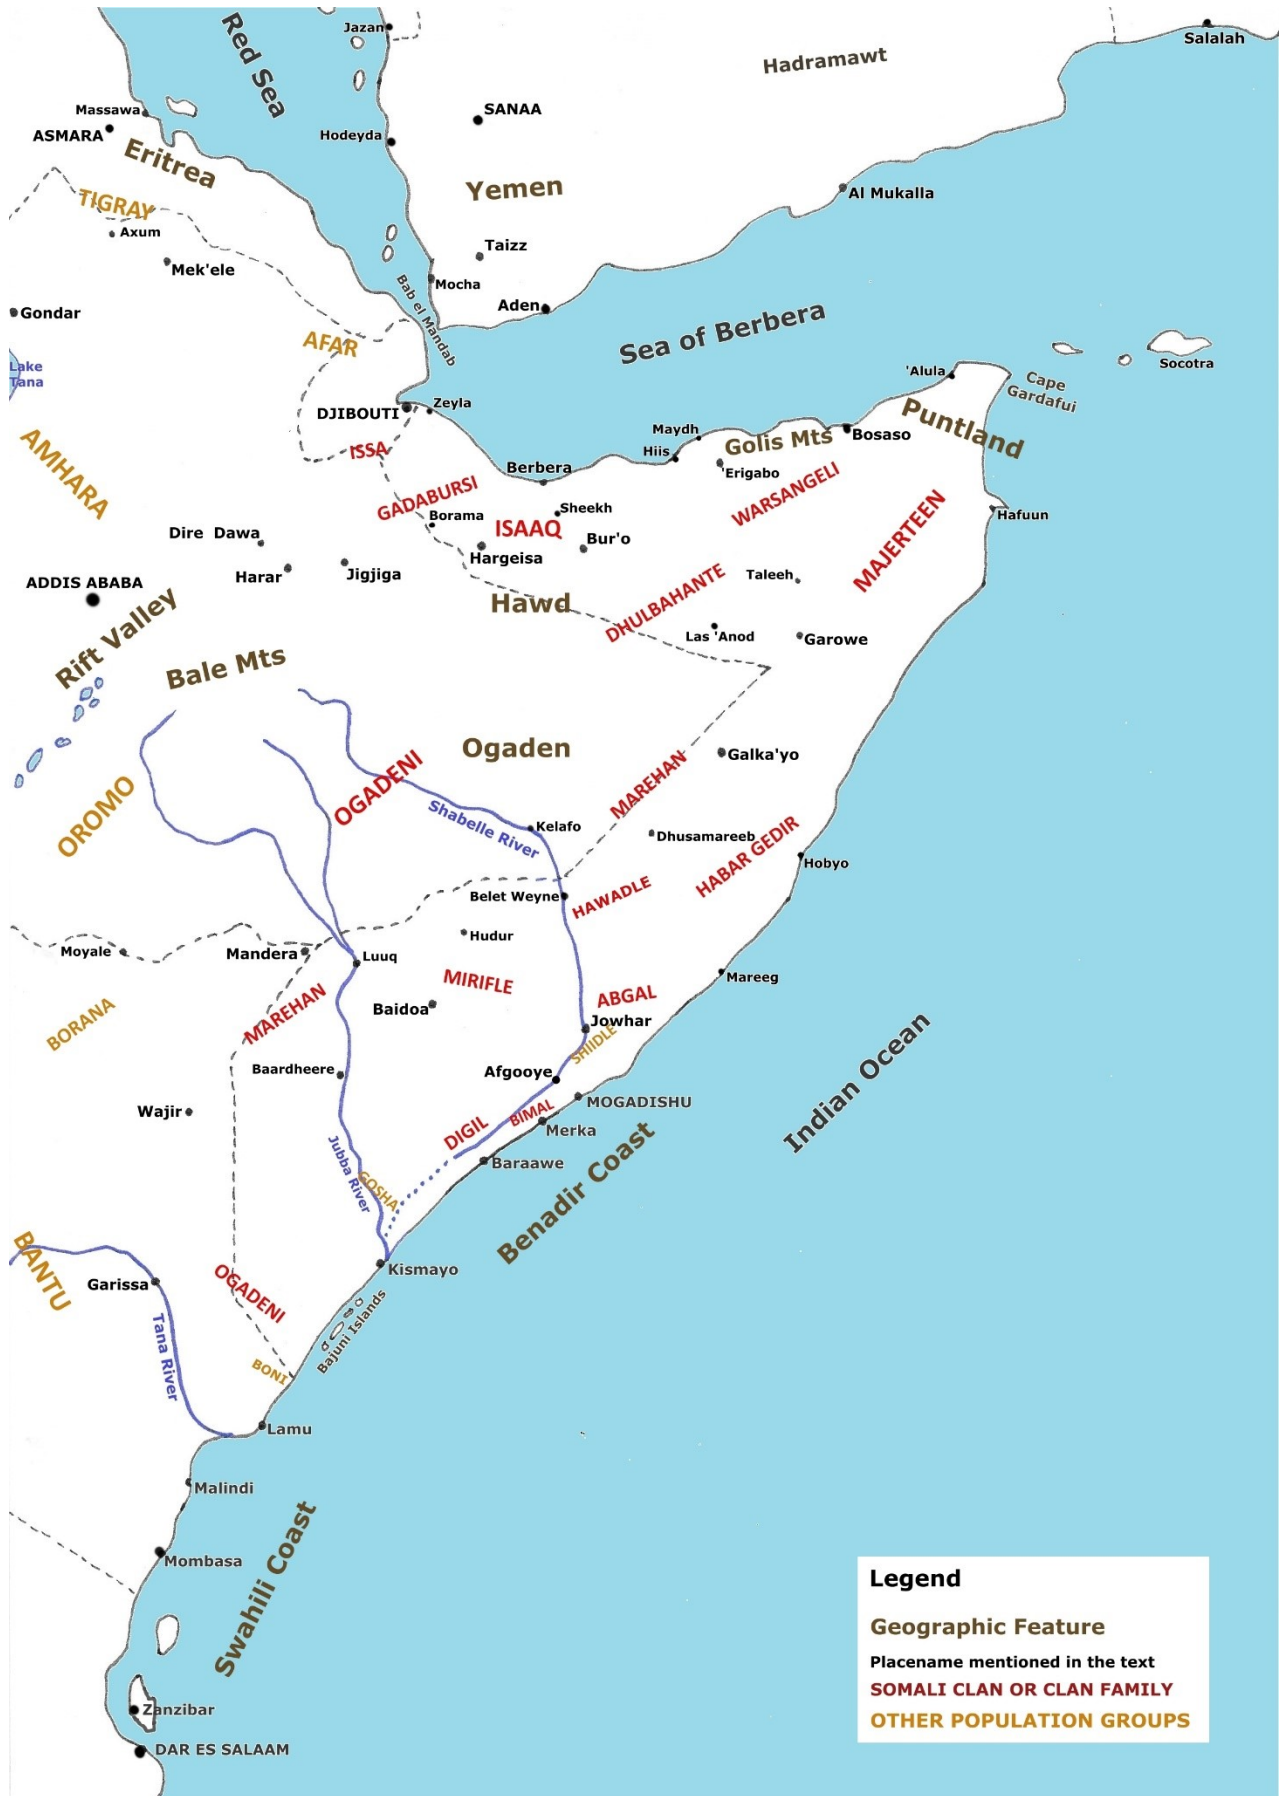 Jazan
Red Sea
Hadramawt
Salalah
Massawa
SANAA
ASMARA
Hodeyda
Eritrea
Yemen
Al Mukalla
TIGRAY
Axum
Taizz
Mek'ele
Mocha
Bab el Mandab
Aden
Gondar
Sea of Berbera
AFAR
Lake
Tana
Socotra
'Alula
Cape
Gardafui
Zeyla
DJIBOUTI
Puntland
Maydh
Golis Mts
Bosaso
ISSA
Hiis
AMHARA
Berbera
'Erigabo
GADABURSI
WARSANGELI
Sheekh
Borama
ISAAQ
Hafuun
Dire Dawa
Bur'o
MAJERTEEN
Hargeisa
Harar
Jigjiga
Taleeh
ADDIS ABABA
Hawd
DHULBAHANTE
Rift Valley
Las 'Anod
Garowe
Bale Mts
Ogaden
Galka'yo
OGADENI
MAREHAN
OROMO
Shabelle River
Kelafo
Dhusamareeb
HABAR GEDIR
Hobyo
Belet Weyne
HAWADLE
Hudur
Moyale
Mandera
Luuq
MIRIFLE
Mareeg
MAREHAN
Baidoa
ABGAL
BORANA
Jowhar
SHIIDLE
Indian Ocean
Baardheere
Afgooye
MOGADISHU
Wajir
BIMAL
DIGIL
Merka
Jubba River
Baraawe
GOSHA
Benadir Coast
BANTU
Kismayo
Garissa
OGADENI
Bajuni Islands
Tana River
BONI
Lamu
Malindi
Mombasa
Swahili Coast
Zanzibar
DAR ES SALAAM
Legend
Geographic Feature
Placename mentioned in the text
SOMALI CLAN OR CLAN FAMILY
OTHER POPULATION GROUPS